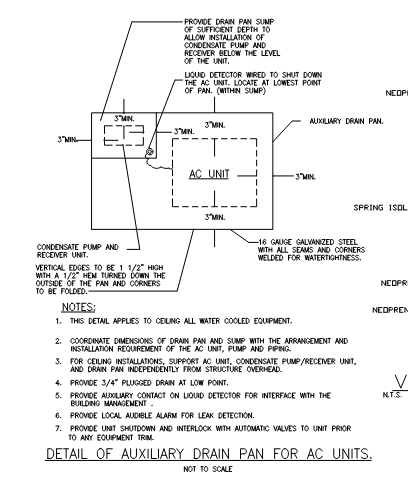 PROVIDE DRAIN PAN SUMP
OF SUFFICIENT DEPTH TO
ALLOW INSTALLATION OF
CONDENSATE PUMP AND
RECEIVER BELOW THE LEVEL
OF THE UNIT.
LIQUID DETECTOR WIRED TO SHUT DOWN
THE AC UNIT. LOCATE AT LOWEST POINT
OF PAN. (WITHIN SUMP)
NEOPR
3"MIN.
3"MIN.
AUXILIARY DRAIN PAN.
3"MIN.
3"MIN.
AC UNIT
3"MIN.
SPRING ISOL
3"MIN.
CONDENSATE PUMP AND
RECEIVER UNIT.
16 GAUGE GALVANIZED STEEL
WITH ALL SEAMS AND CORNERS
WELDED FOR WATERTIGHTNESS.
VERTICAL EDGES TO BE 1 1/2" HIGH
WITH A 1/2" HEM TURNED DOWN THE
OUTSIDE OF THE PAN AND CORNERS
TO BE FOLDED.
NEOPRE
NOTES:
NEOPREN
1. THIS DETAIL APPLIES TO CEILING ALL WATER COOLED EQUIPMENT.
2. COORDINATE DIMENSIONS OF DRAIN PAN AND SUMP WITH THE ARRANGEMENT AND
INSTALLATION REQUIREMENT OF THE AC UNIT, PUMP AND PIPING.
3. FOR CEILING INSTALLATIONS, SUPPORT AC UNIT, CONDENSATE PUMP/RECEIVER UNIT,
AND DRAIN PAN INDEPENDENTLY FROM STRUCTURE OVERHEAD.
4. PROVIDE 3/4" PLUGGED DRAIN AT LOW POINT.
5. PROVIDE AUXILIARY CONTACT ON LIQUID DETECTOR FOR INTERFACE WITH THE
BUILDING MANAGEMENT .
V
N.T.S.
6. PROVIDE LOCAL AUDIBLE ALARM FOR LEAK DETECTION.
7. PROVIDE UNIT SHUTDOWN AND INTERLOCK WITH AUTOMATIC VALVES TO UNIT PRIOR
TO ANY EQUIPMENT TRIM.
DETAIL OF AUXILIARY DRAIN PAN FOR AC UNITS.
NOT TO SCALE